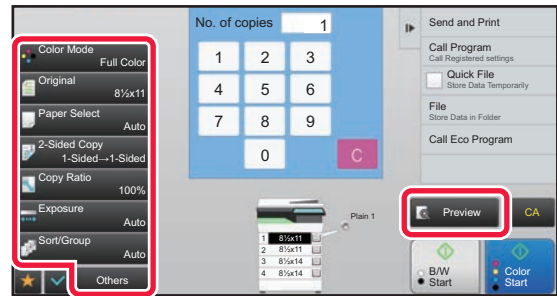 No. of copies 1
Color Mode
Full Color
Original
8½x11
Paper Select
Auto
2-Sided Copy
1-Sided→1-Sided
Copy Ratio
100%
Exposure
Auto
Sort/Group
Auto
Others
1 2 3
4 5 6
7 8 9
0 C
Plain 1
1 8½x11
2 8½x11
3 8½x14
4 8½x14
Send and Print
Call Program
Call Registered settings
Quick File
Store Data Temporarily
File
Store Data in Folder
Call Eco Program
Preview
CA
B/W
Start
Color
Start